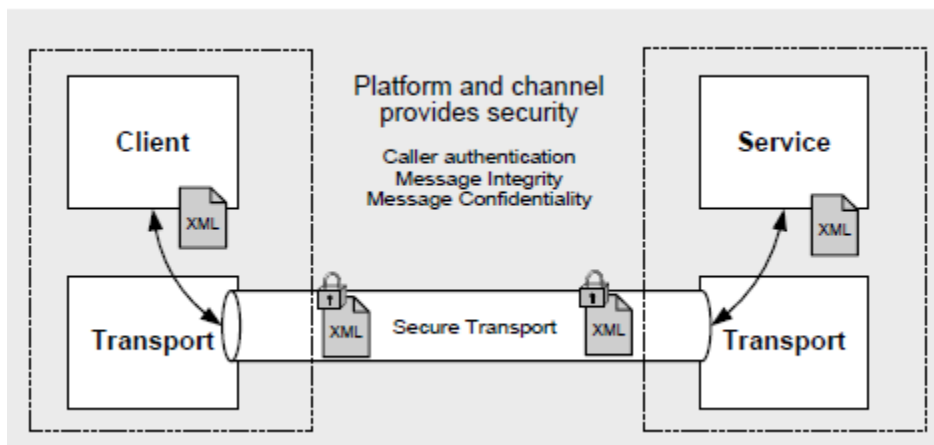 Platform and channel
provides security
Caller authentication
Message Integrity
Message Confidentiality
Client
XML
Service
XML
Transport
XML
Secure Transport
XML
Transport